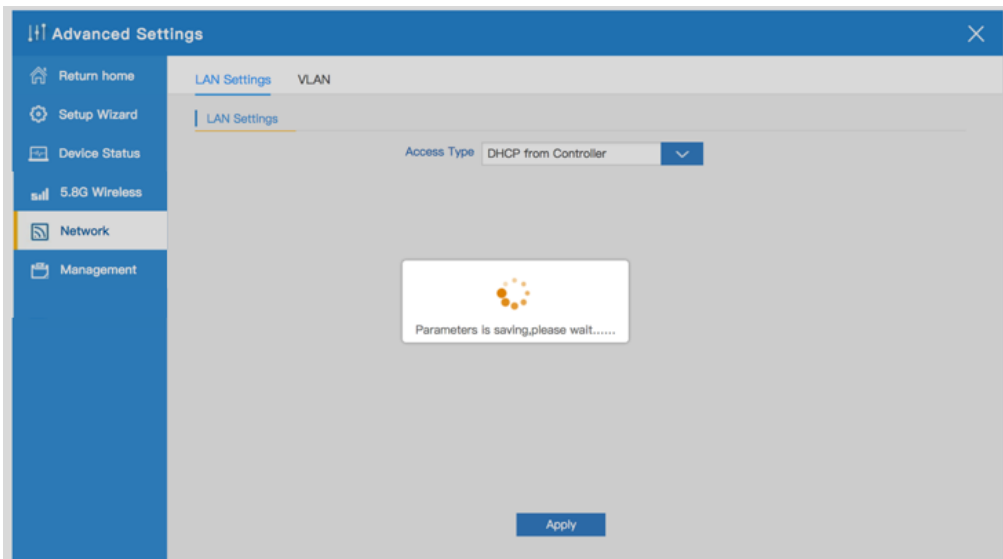 Advanced Settings
Return home
Setup Wizard
Device Status
5.8G Wireless
Network
Management
LAN Settings VLAN
LAN Settings
Access Type DHCP from Controller
Parameters is saving,please wait......
Apply